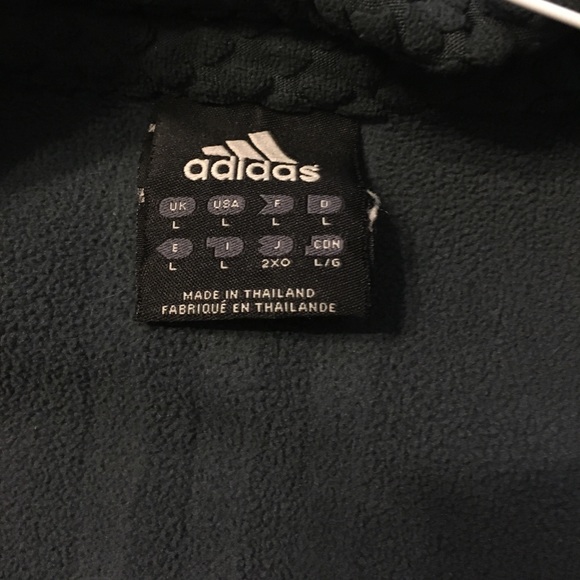 adidas
UK USA F D
L L L L
E I J CDN
L L 2XO L/G
MADE IN THAILAND
FABRIQUÉ EN THAILANDE